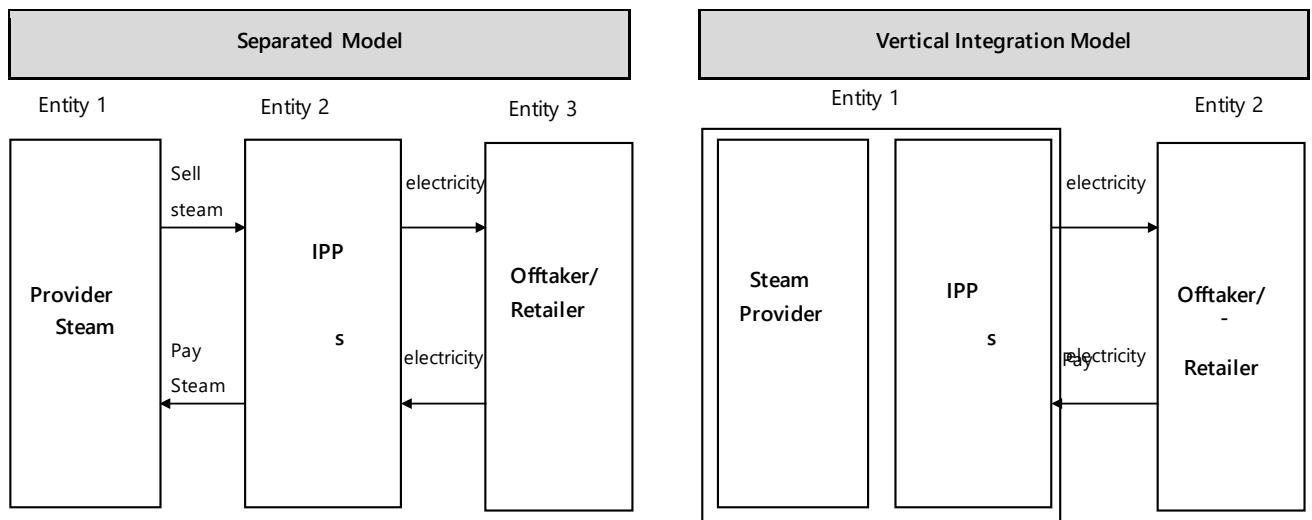 Separated Model
Entity 1
Entity 2
Entity 3
Provider
Steam
Sell
steam
Pay
Steam
IPP
s
electricity
electricity
Offtaker/
Retailer
Vertical Integration Model
Entity 1
Entity 2
Steam
Provider
IPP
s
electricity
Pay
electricity
Offtaker/
-
Retailer